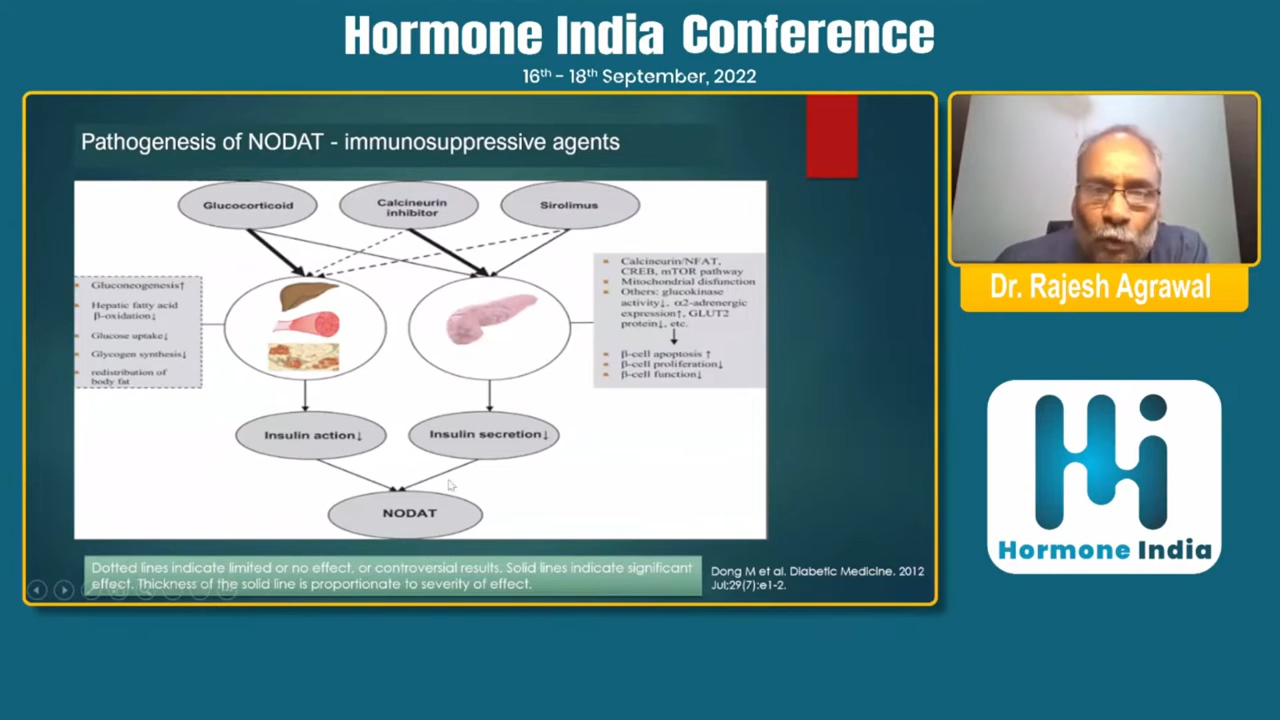 Hormone India Conference
16th - 18th September, 2022
Pathogenesis of NODAT - immunosuppressive agents
Glucocorticoid
Calcineurin
inhibitor
Sirolimus
Gluconeogenesis↑
Hepatic fatty acid
β-oxidation↓
Glucose uptake↓
Glycogen synthesis↓
redistribution of
body fat
Calcineurin/NFAT,
CREB, mTOR pathway
Mitochondrial disfunction
Others: glucokinase
activity↓, α2-adrenergic
expression↑, GLUT2
protein↓, etc.
β-cell apoptosis ↑
β-cell proliferation↓
β-cell function↓
Insulin action↓
Insulin secretion↓
NODAT
Dotted lines indicate limited or no effect, or controversial results. Solid lines indicate significant
effect. Thickness of the solid line is proportionate to severity of effect.
Dong M et al. Diabetic Medicine. 2012
Jul;29(7):e1-2.
Dr. Rajesh Agrawal
Hi
Hormone India